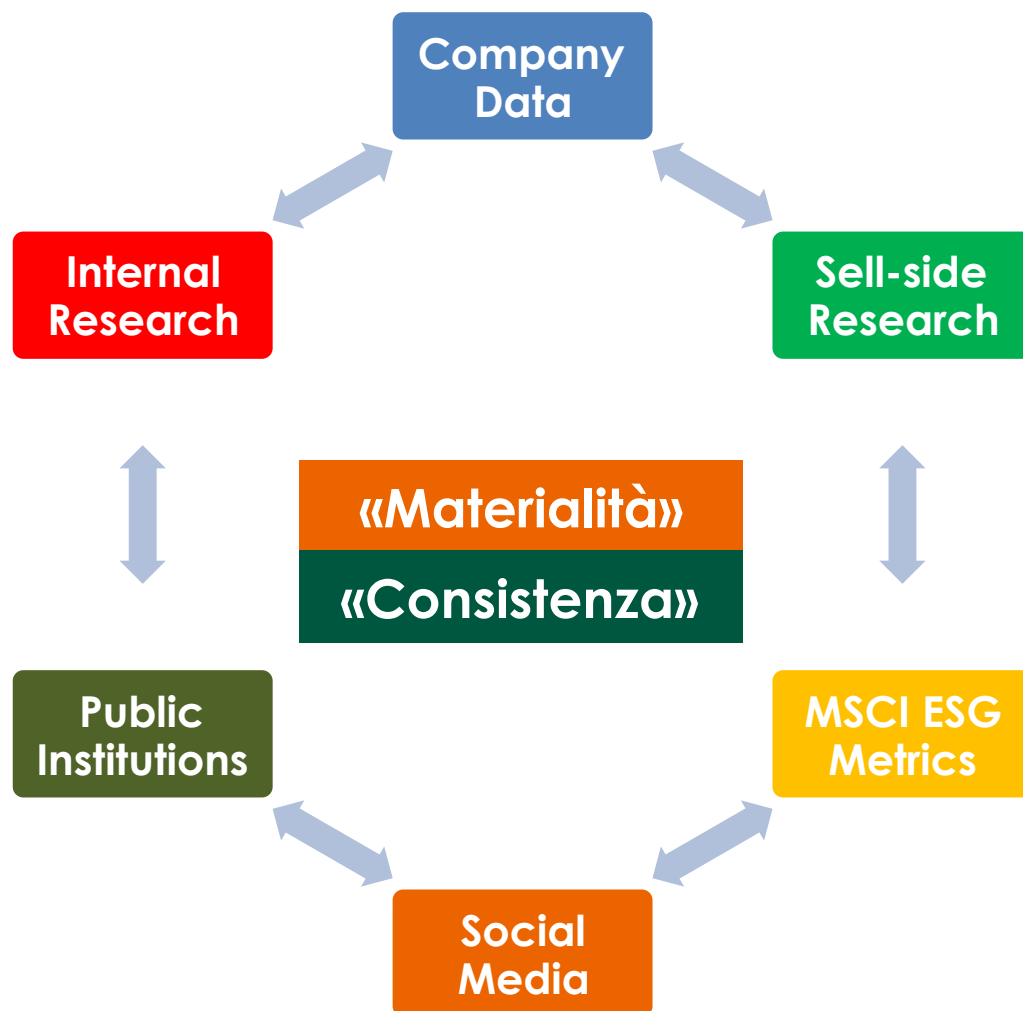 Company
Data
Internal
Research
Sell-side
Research
«Materialità»
«Consistenza»
Public
Institutions
MSCI ESG
Metrics
Social
Media